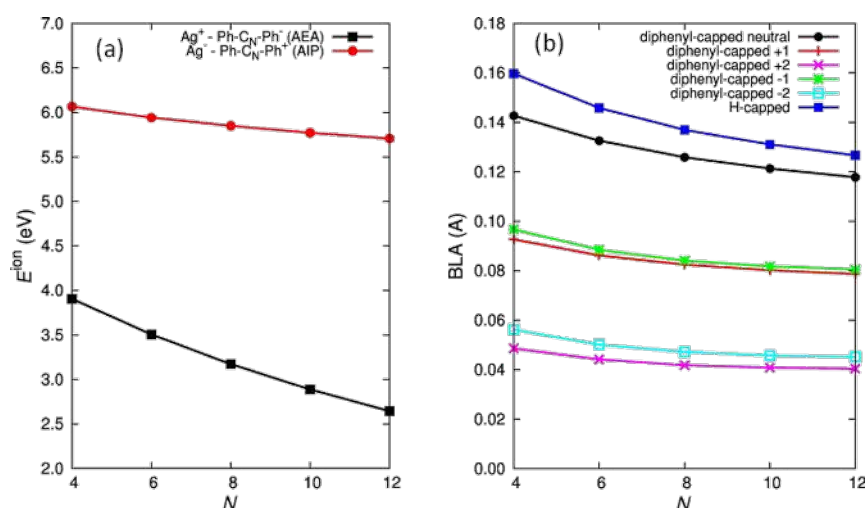 (a)
Ag+ - Ph-CN-Ph- (AEA)
Ag- - Ph-CN-Ph+ (AIP)
7.0
6.5
6.0
5.5
5.0
4.5
4.0
3.5
3.0
2.5
2.0
Eion (eV)
4 6 8 10 12
N
(b)
diphenyl-capped neutral
diphenyl-capped +1
diphenyl-capped +2
diphenyl-capped -1
diphenyl-capped -2
H-capped
0.18
0.16
0.14
0.12
0.10
0.08
0.06
0.04
0.02
0.00
BLA (A)
4 6 8 10 12
N